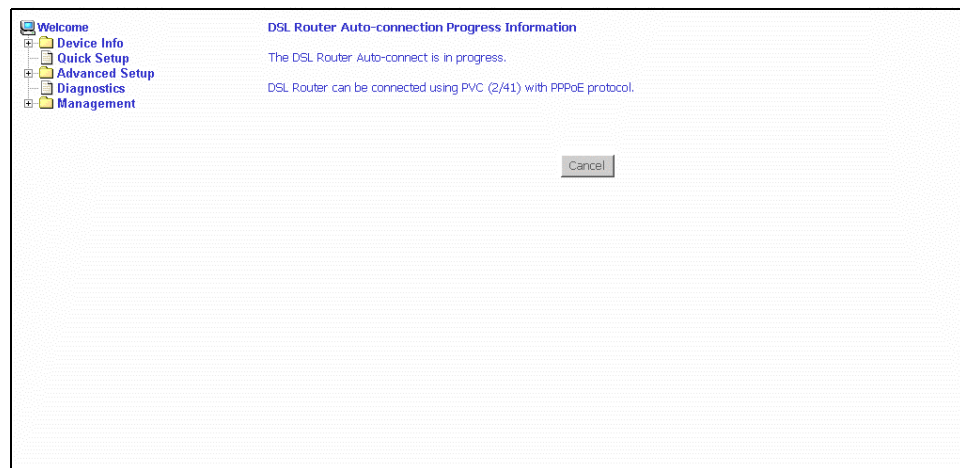 Welcome
Device Info
Quick Setup
Advanced Setup
Diagnostics
Management
DSL Router Auto-connection Progress Information
The DSL Router Auto-connect is in progress.
DSL Router can be connected using PVC (2/41) with PPPoE protocol.
Cancel